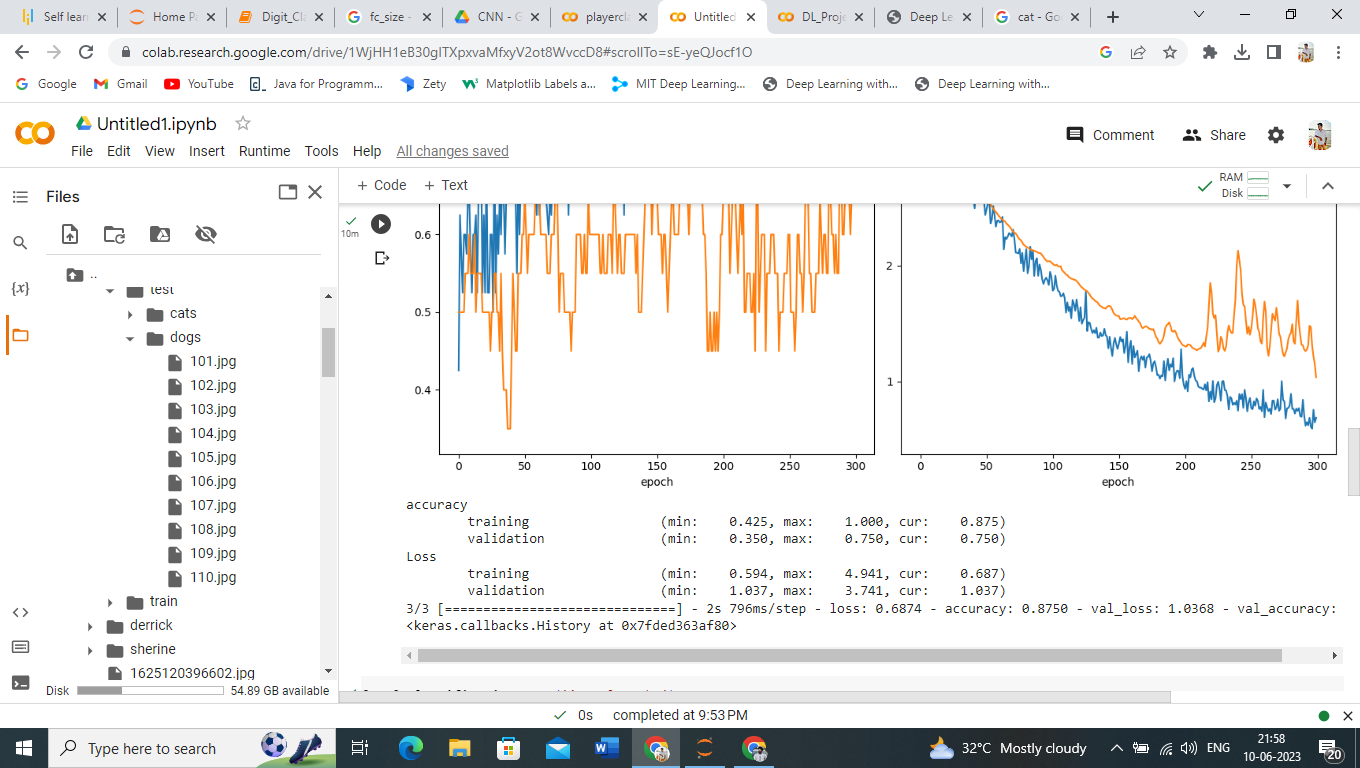 Self learn
Home Pa
Digit_Cla
fc_size -
CNN - G
playercla
Untitled
DL_Proje
Deep Le
cat - Go
colab.research.google.com/drive/1WjHH1eB30gITXpxvaMfxyV2ot8WvccD8#scrollTo=sE-yeQJocf1O
Google
Gmail
YouTube
Java for Programm...
Zety
Matplotlib Labels a...
MIT Deep Learning...
Deep Learning with...
Deep Learning with...
Untitled1.ipynb
File Edit View Insert Runtime Tools Help All changes saved
Comment
Share
Files
+ Code + Text
RAM
Disk
10m
{x}
..
test
cats
dogs
101.jpg
102.jpg
103.jpg
104.jpg
105.jpg
106.jpg
107.jpg
108.jpg
109.jpg
110.jpg
train
derrick
sherine
1625120396602.jpg
Disk 54.89 GB available
0.6
0.5
0.4
0 50 100 150 200 250 300
epoch
2
1
0 50 100 150 200 250 300
epoch
accuracy
training (min: 0.425, max: 1.000, cur: 0.875)
validation (min: 0.350, max: 0.750, cur: 0.750)
Loss
training (min: 0.594, max: 4.941, cur: 0.687)
validation (min: 1.037, max: 3.741, cur: 1.037)
3/3 [==============================] - 2s 796ms/step - loss: 0.6874 - accuracy: 0.8750 - val_loss: 1.0368 - val_accuracy:
<keras.callbacks.History at 0x7fded363af80>
0s completed at 9:53 PM
Type here to search
32°C Mostly cloudy
ENG
21:58
10-06-2023
20